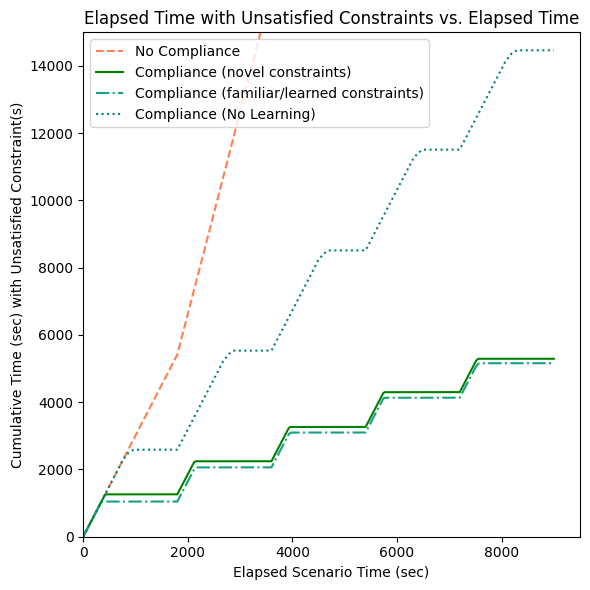 Elapsed Time with Unsatisfied Constraints vs. Elapsed Time
No Compliance
Compliance (novel constraints)
Compliance (familiar/learned constraints)
Compliance (No Learning)
Cumulative Time (sec) with Unsatisfied Constraint(s)
14000
12000
10000
8000
6000
4000
2000
0
0 2000 4000 6000 8000
Elapsed Scenario Time (sec)